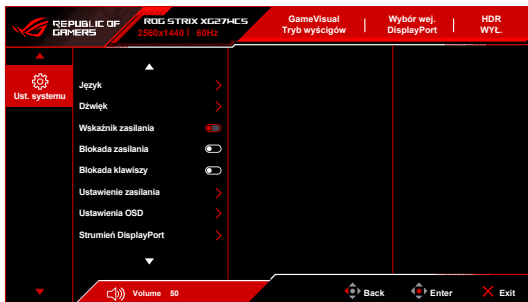 REPUBLIC OF
GAMERS
ROG STRIX XG27WCS
2560x1440 | 60Hz
GameVisual
Tryb wyścigów
Wybór wej.
DisplayPort
HDR
WYŁ.
Ust. systemu
Język
Dźwięk
Wskaźnik zasilania
Blokada zasilania
Blokada klawiszy
Ustawienie zasilania
Ustawienia OSD
Strumień DisplayPort
Volume 50
Back
Enter
Exit